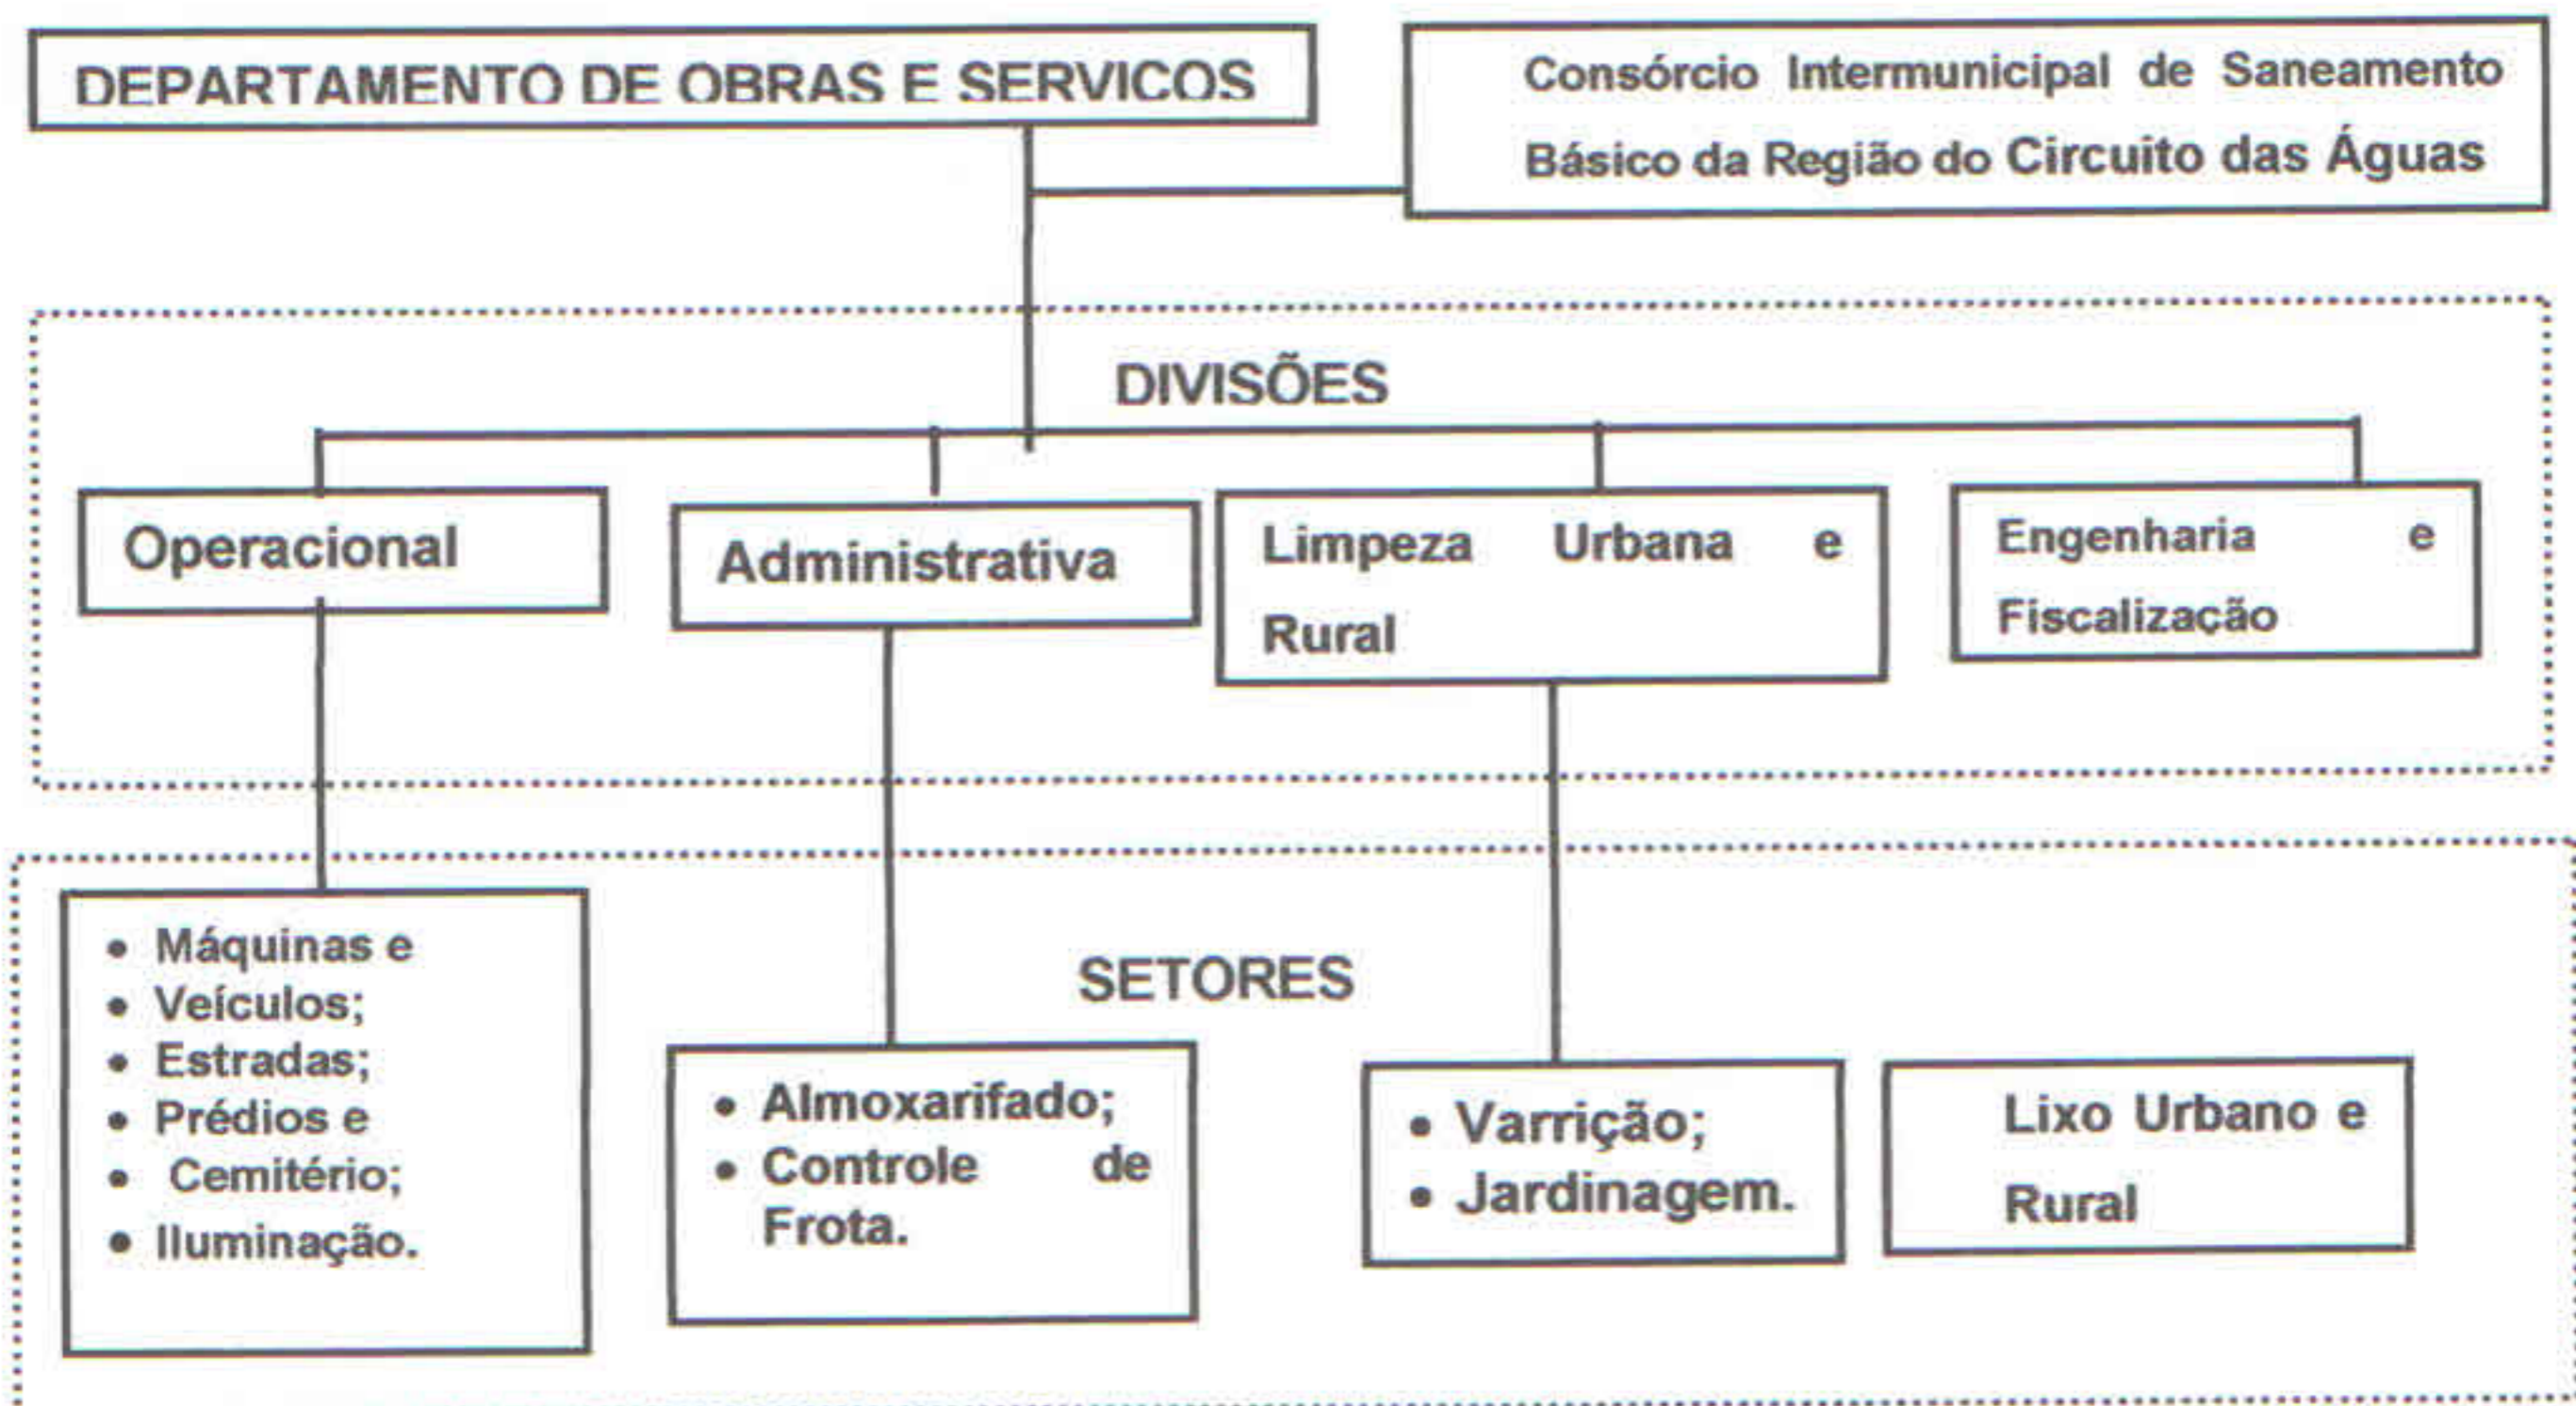 DEPARTAMENTO DE OBRAS E SERVICOS
Consórcio Intermunicipal de Saneamento
Básico da Região do Circuito das Águas
DIVISÕES
Operacional
Administrativa
Limpeza Urbana e
Rural
Engenharia e
Fiscalização
SETORES
• Máquinas e
• Veículos;
• Estradas;
• Prédios e
• Cemitério;
• Iluminação.
• Almoxarifado;
• Controle de
Frota.
• Varrição;
• Jardinagem.
Lixo Urbano e
Rural